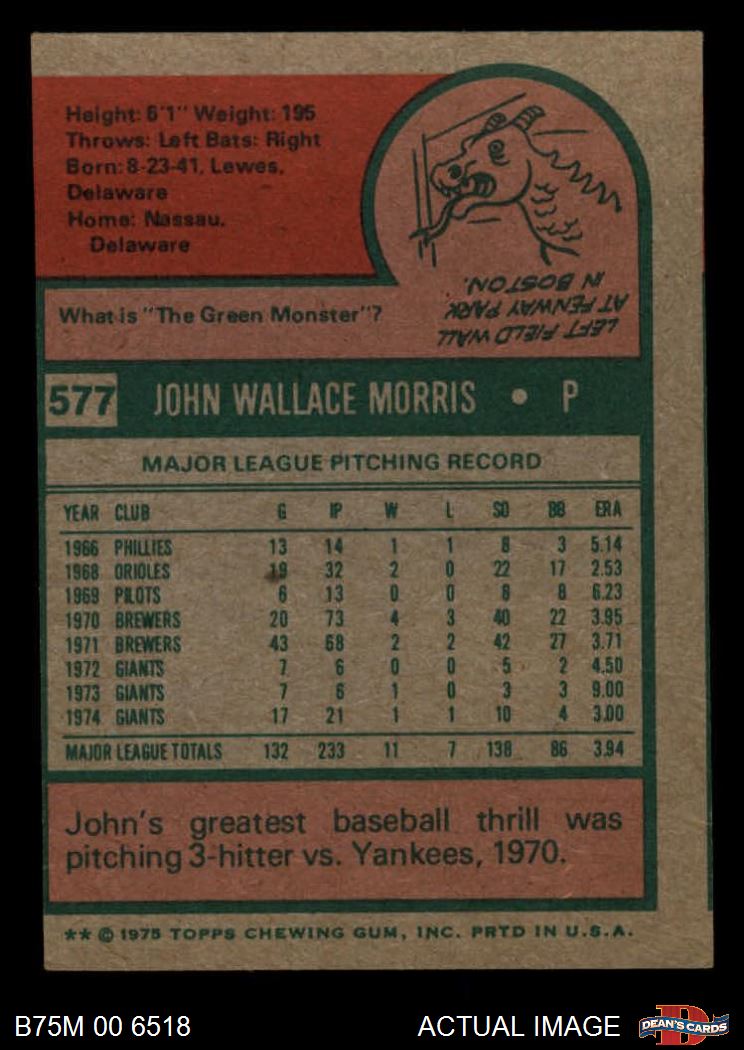 Height: 6'1" Weight: 195
Throws: Left Bats: Right
Born: 8-23-41, Lewes,
Delaware
Home: Nassau,
Delaware
What is "The Green Monster"?
LEFT FIELD WALL
AT FENWAY PARK
IN BOSTON.
577 JOHN WALLACE MORRIS • P
MAJOR LEAGUE PITCHING RECORD
YEAR CLUB G IP W L SO BB ERA
1966 PHILLIES 13 14 1 1 8 3 5.14
1968 ORIOLES 19 32 2 0 22 17 2.53
1969 PILOTS 6 13 0 0 8 8 6.23
1970 BREWERS 20 73 4 3 40 22 3.95
1971 BREWERS 43 68 2 2 42 27 3.71
1972 GIANTS 7 6 0 0 5 2 4.50
1973 GIANTS 7 6 1 0 3 3 9.00
1974 GIANTS 17 21 1 1 10 4 3.00
MAJOR LEAGUE TOTALS 132 233 11 7 138 86 3.94
John's greatest baseball thrill was
pitching 3-hitter vs. Yankees, 1970.
** © 1975 TOPPS CHEWING GUM, INC. PRTD IN U.S.A.
B75M 00 6518 ACTUAL IMAGE DEAN'S CARDS